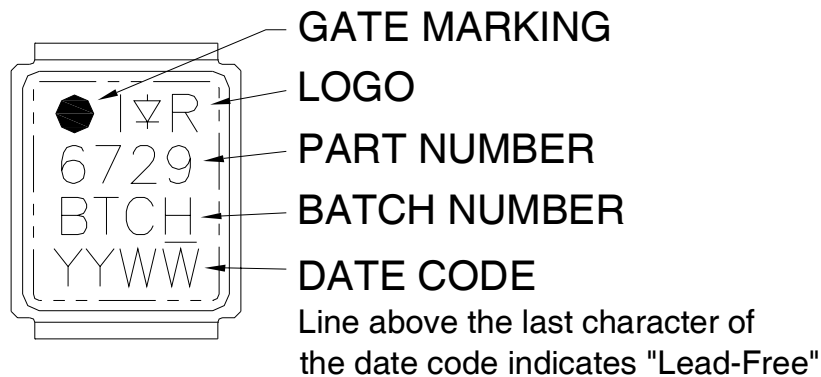 GATE MARKING
I R
LOGO
6729
PART NUMBER
BTCH
BATCH NUMBER
YYWW̅
DATE CODE
Line above the last character of
the date code indicates "Lead-Free"